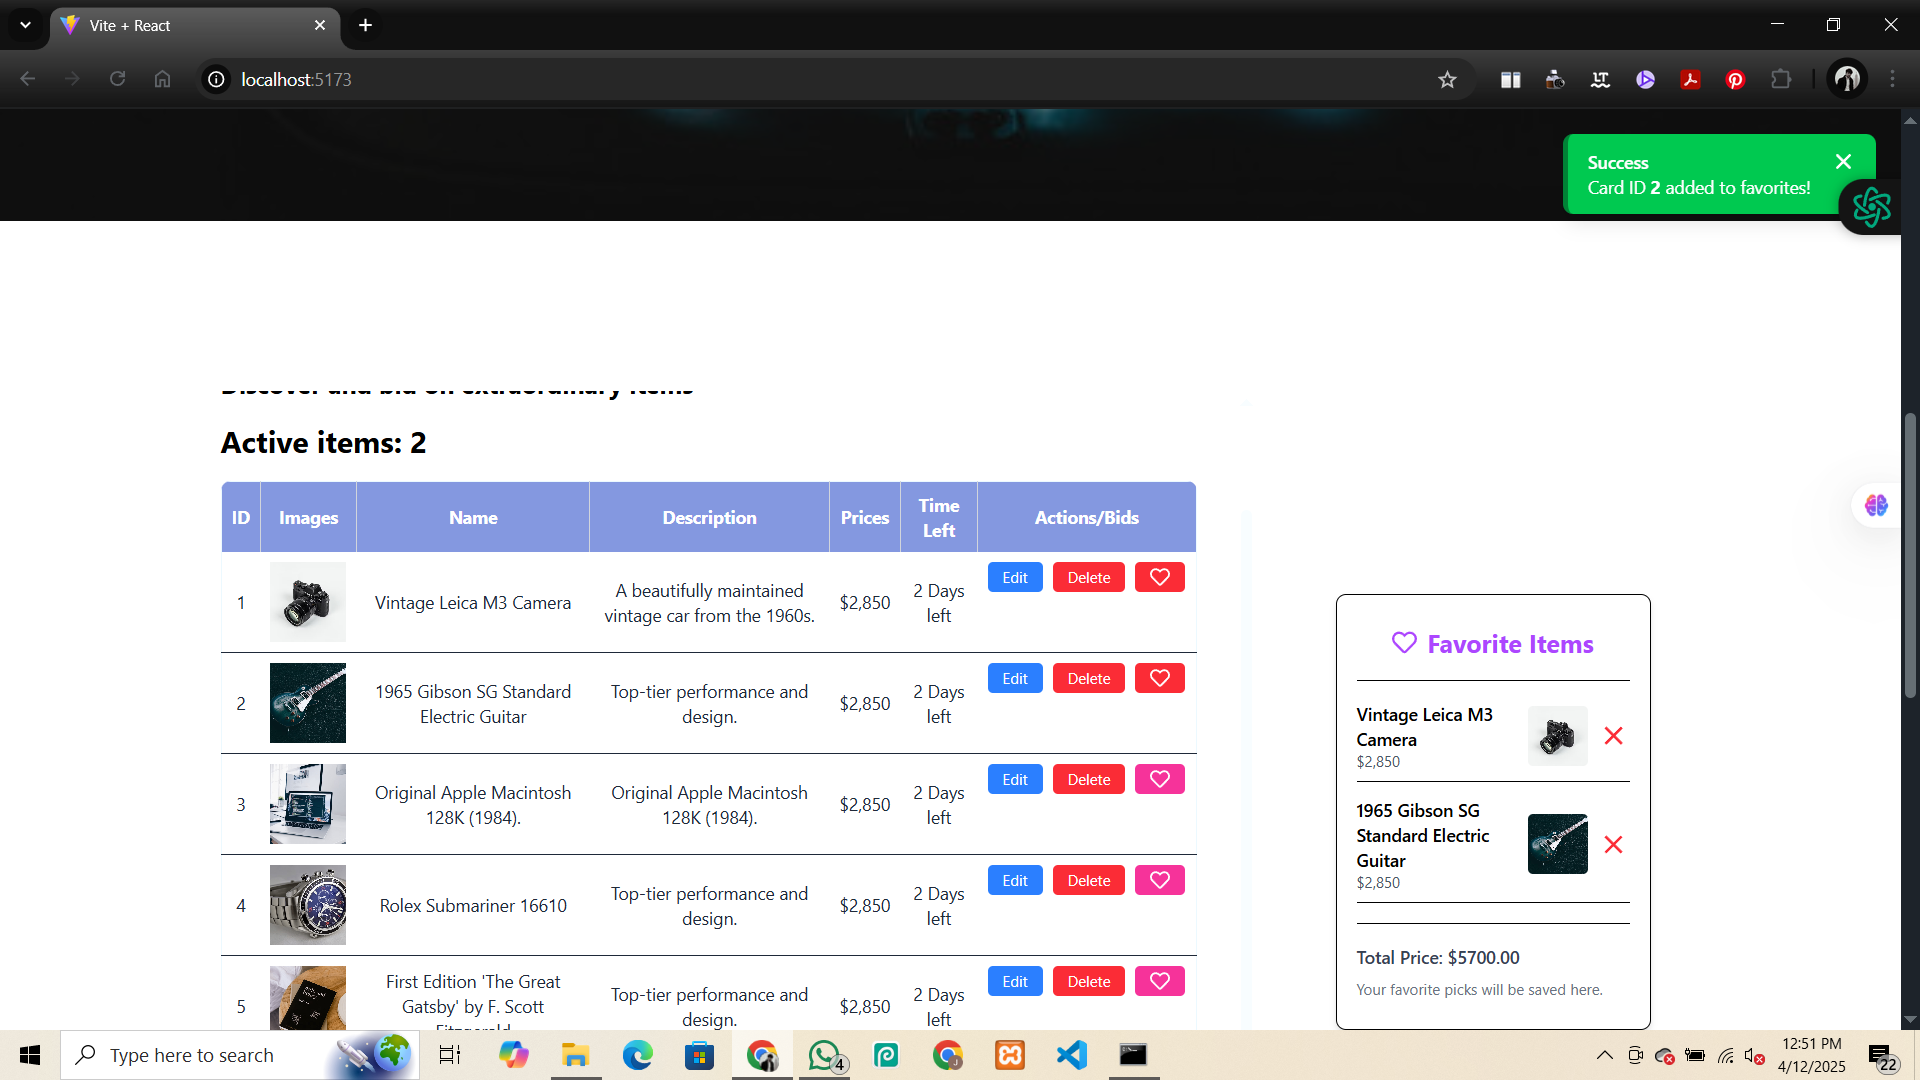 Vite + React
localhost:5173
Success
Card ID 2 added to favorites!
Discover and bid on extraordinary items
Active items: 2
ID Images Name Description Prices Time Left Actions/Bids
1 Vintage Leica M3 Camera A beautifully maintained vintage car from the 1960s. $2,850 2 Days left Edit Delete
2 1965 Gibson SG Standard Electric Guitar Top-tier performance and design. $2,850 2 Days left Edit Delete
3 Original Apple Macintosh 128K (1984). Original Apple Macintosh 128K (1984). $2,850 2 Days left Edit Delete
4 Rolex Submariner 16610 Top-tier performance and design. $2,850 2 Days left Edit Delete
5 First Edition 'The Great Gatsby' by F. Scott Fitzgerald Top-tier performance and design. $2,850 2 Days left Edit Delete
Favorite Items
Vintage Leica M3
Camera
$2,850
1965 Gibson SG
Standard Electric
Guitar
$2,850
Total Price: $5700.00
Your favorite picks will be saved here.
Type here to search
4
12:51 PM
4/12/2025
22